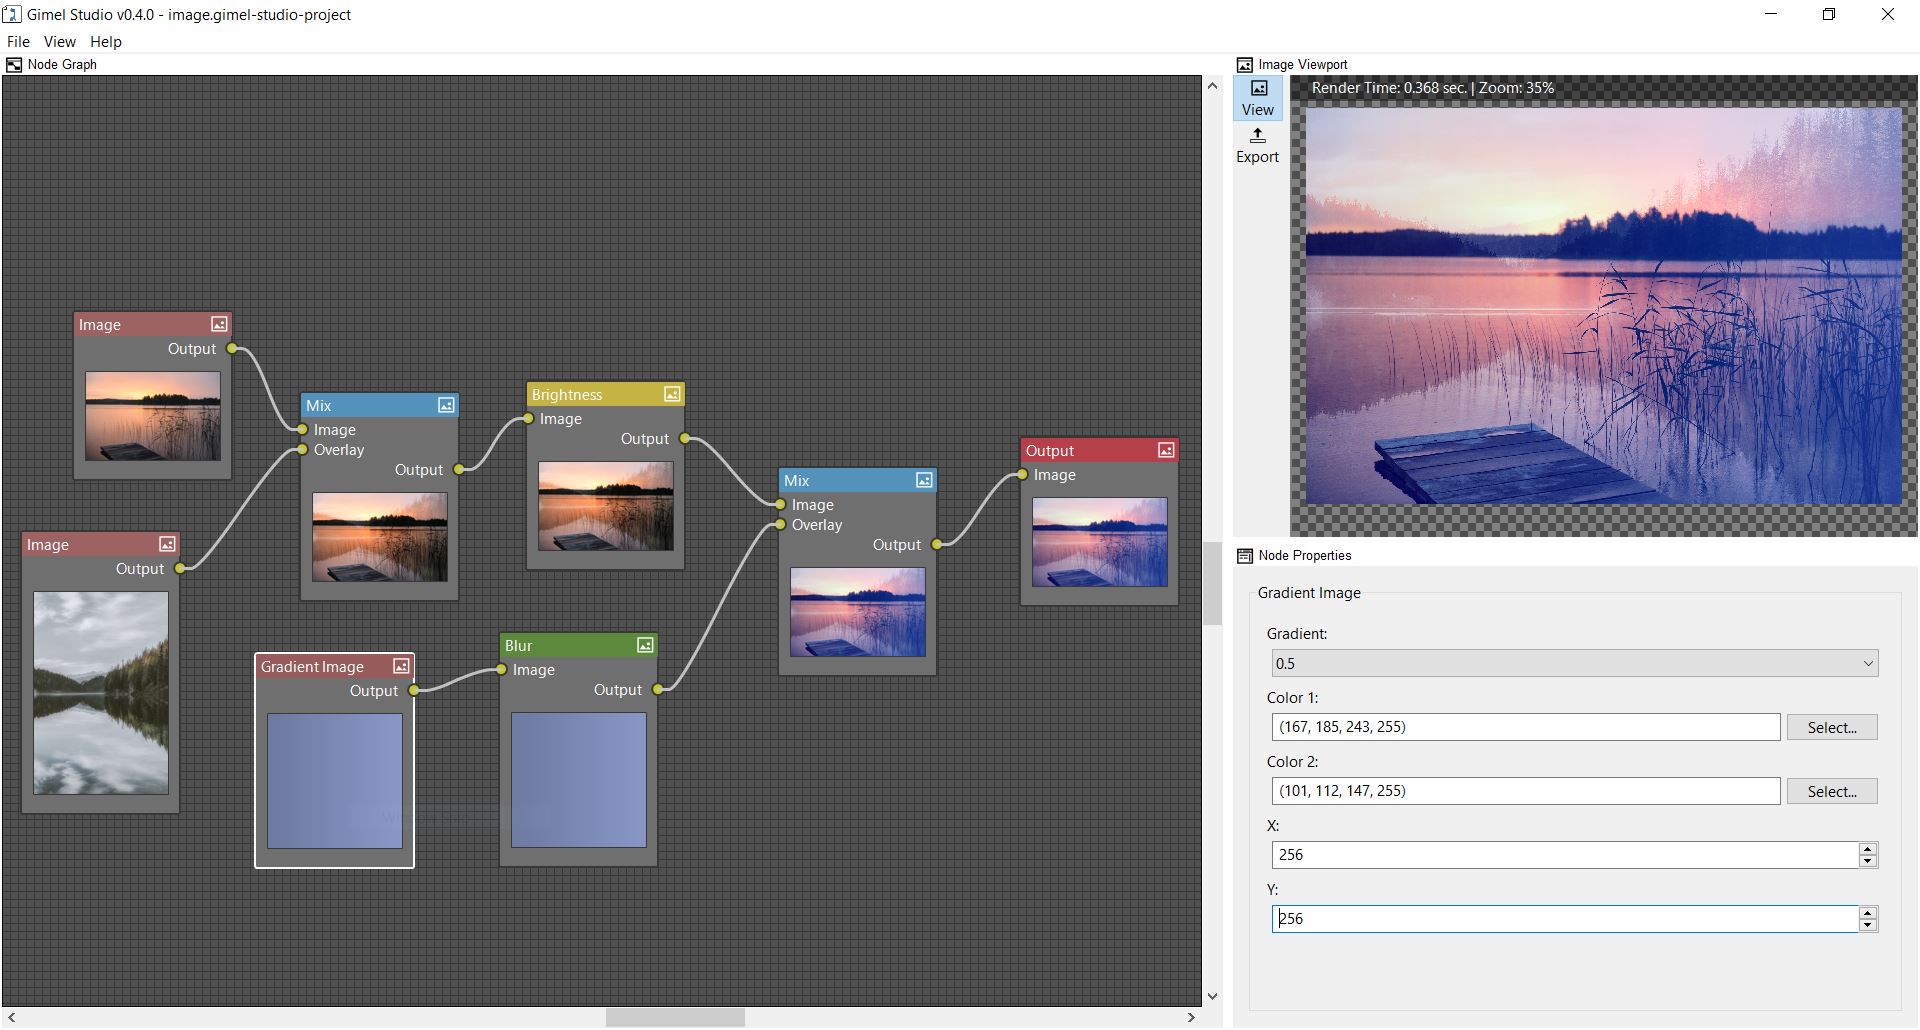 Gimel Studio v0.4.0 - image.gimel-studio-project
File View Help
Node Graph
Image
Output
Mix
Image
Overlay
Output
Brightness
Image
Output
Image
Output
Mix
Image
Overlay
Output
Output
Image
Gradient Image
Output
Blur
Image
Output
Image Viewport
View
Export
Render Time: 0.368 sec. | Zoom: 35%
Node Properties
Gradient Image
Gradient:
0.5
Color 1:
(167, 185, 243, 255)
Select...
Color 2:
(101, 112, 147, 255)
Select...
X:
256
Y:
256